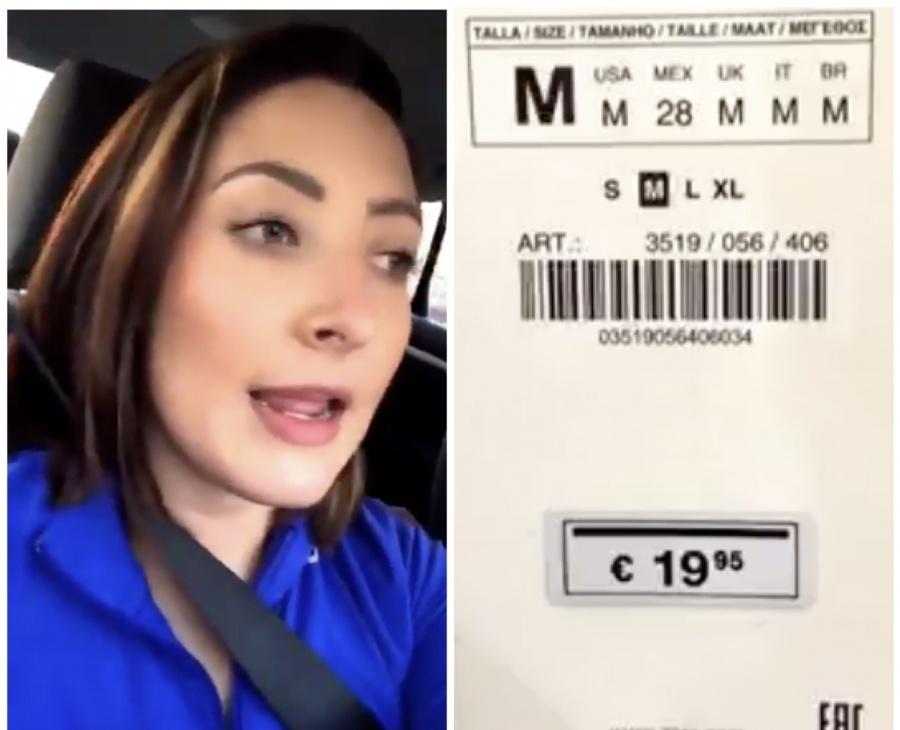 TALLA / SIZE / TAMANHO / TAILLE / MAAT / ΜΕΓΕΘΟΣ
M USA MEX UK IT BR
M 28 M M M
S M L XL
ART.: 3519 / 056 / 406
03519056406034
€ 19 95
EAC